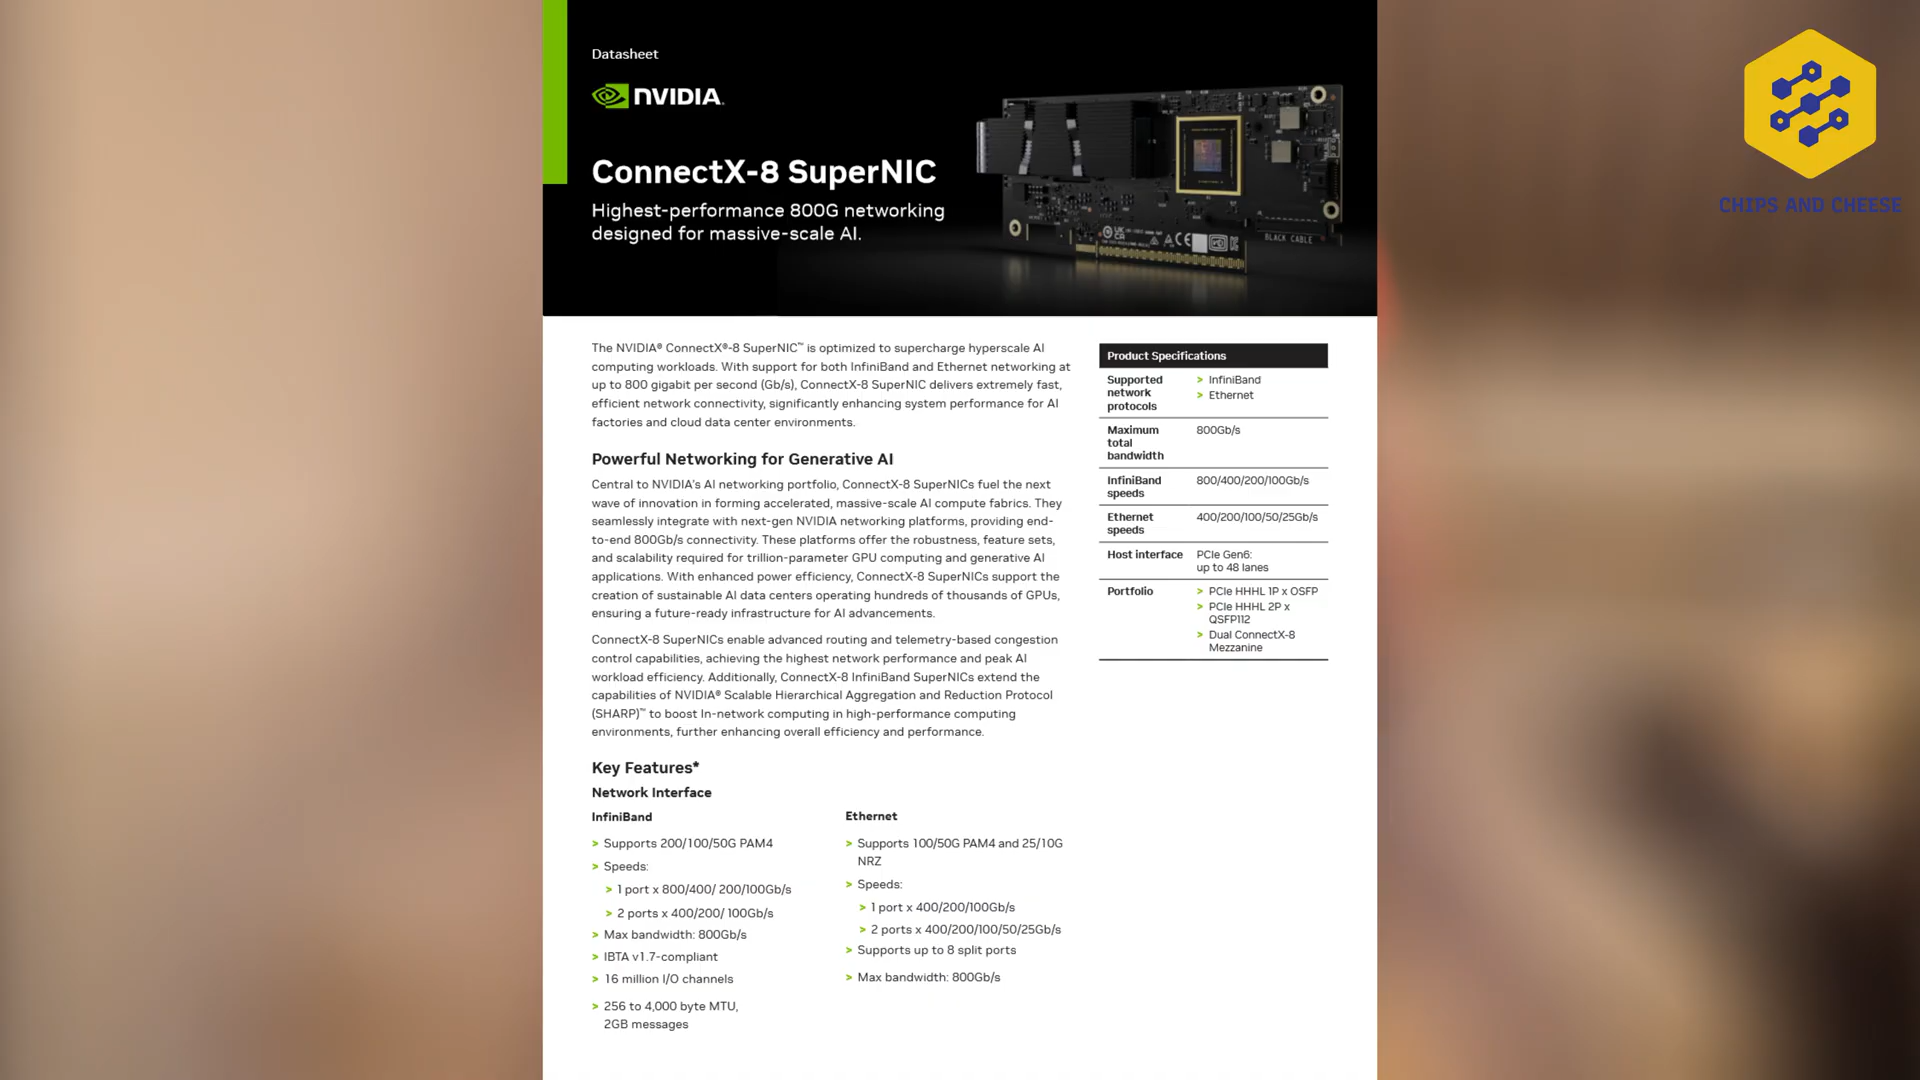 Datasheet
NVIDIA.
ConnectX-8 SuperNIC
Highest-performance 800G networking
designed for massive-scale AI.
BLACK CABLE
CHIPS AND CHEESE
The NVIDIA® ConnectX®-8 SuperNIC™ is optimized to supercharge hyperscale AI
computing workloads. With support for both InfiniBand and Ethernet networking at
up to 800 gigabit per second (Gb/s), ConnectX-8 SuperNIC delivers extremely fast,
efficient network connectivity, significantly enhancing system performance for AI
factories and cloud data center environments.
Powerful Networking for Generative AI
Central to NVIDIA's AI networking portfolio, ConnectX-8 SuperNICs fuel the next
wave of innovation in forming accelerated, massive-scale AI compute fabrics. They
seamlessly integrate with next-gen NVIDIA networking platforms, providing end-
to-end 800Gb/s connectivity. These platforms offer the robustness, feature sets,
and scalability required for trillion-parameter GPU computing and generative AI
applications. With enhanced power efficiency, ConnectX-8 SuperNICs support the
creation of sustainable AI data centers operating hundreds of thousands of GPUs,
ensuring a future-ready infrastructure for AI advancements.
ConnectX-8 SuperNICs enable advanced routing and telemetry-based congestion
control capabilities, achieving the highest network performance and peak AI
workload efficiency. Additionally, ConnectX-8 InfiniBand SuperNICs extend the
capabilities of NVIDIA® Scalable Hierarchical Aggregation and Reduction Protocol
(SHARP)™ to boost In-network computing in high-performance computing
environments, further enhancing overall efficiency and performance.
Key Features*
Network Interface
InfiniBand
> Supports 200/100/50G PAM4
> Speeds:
> 1 port x 800/400/ 200/100Gb/s
> 2 ports x 400/200/ 100Gb/s
> Max bandwidth: 800Gb/s
> IBTA v1.7-compliant
> 16 million I/O channels
> 256 to 4,000 byte MTU,
2GB messages
Ethernet
> Supports 100/50G PAM4 and 25/10G
NRZ
> Speeds:
> 1 port x 400/200/100Gb/s
> 2 ports x 400/200/100/50/25Gb/s
> Supports up to 8 split ports
> Max bandwidth: 800Gb/s
Product Specifications
Supported
network
protocols
> InfiniBand
> Ethernet
Maximum
total
bandwidth
800Gb/s
InfiniBand
speeds
800/400/200/100Gb/s
Ethernet
speeds
400/200/100/50/25Gb/s
Host interface
PCIe Gen6:
up to 48 lanes
Portfolio
> PCIe HHHL 1P x OSFP
> PCIe HHHL 2P x
QSFP112
> Dual ConnectX-8
Mezzanine